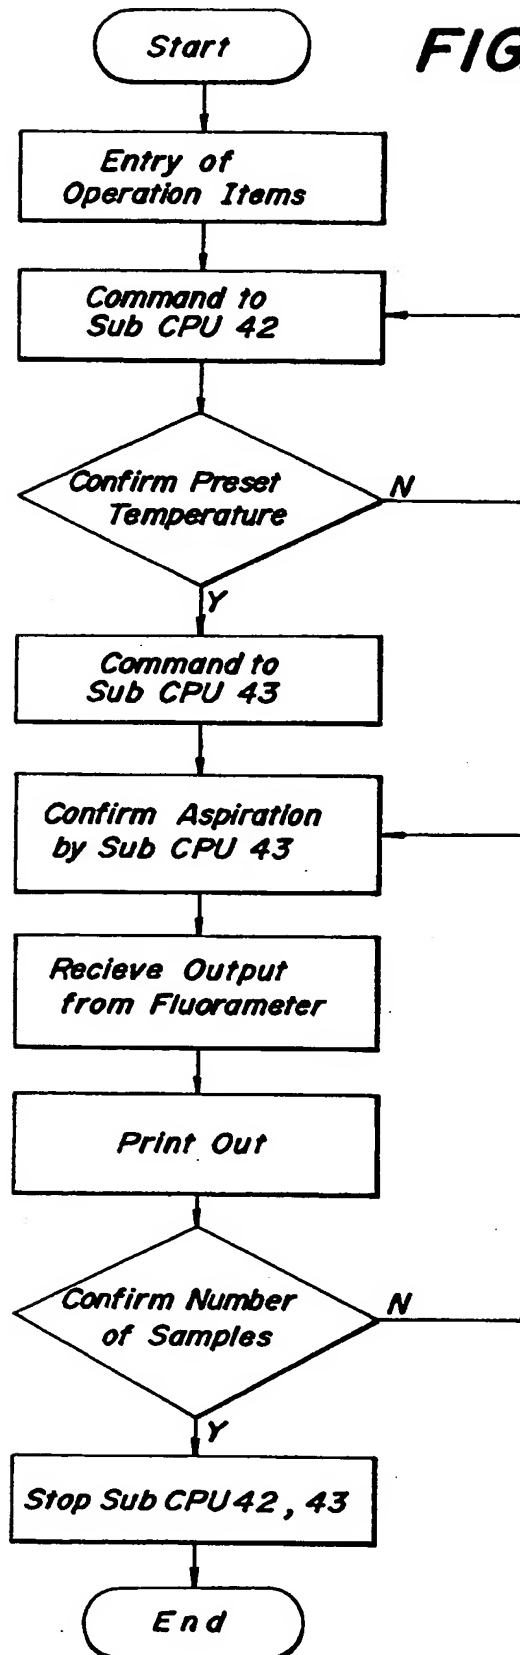 Start
FIG
Entry of
Operation Items
Command to
Sub CPU 42
Confirm Preset
Temperature
N
Y
Command to
Sub CPU 43
Confirm Aspiration
by Sub CPU 43
Recieve Output
from Fluorameter
Print Out
Confirm Number
of Samples
N
Y
Stop Sub CPU 42, 43
End